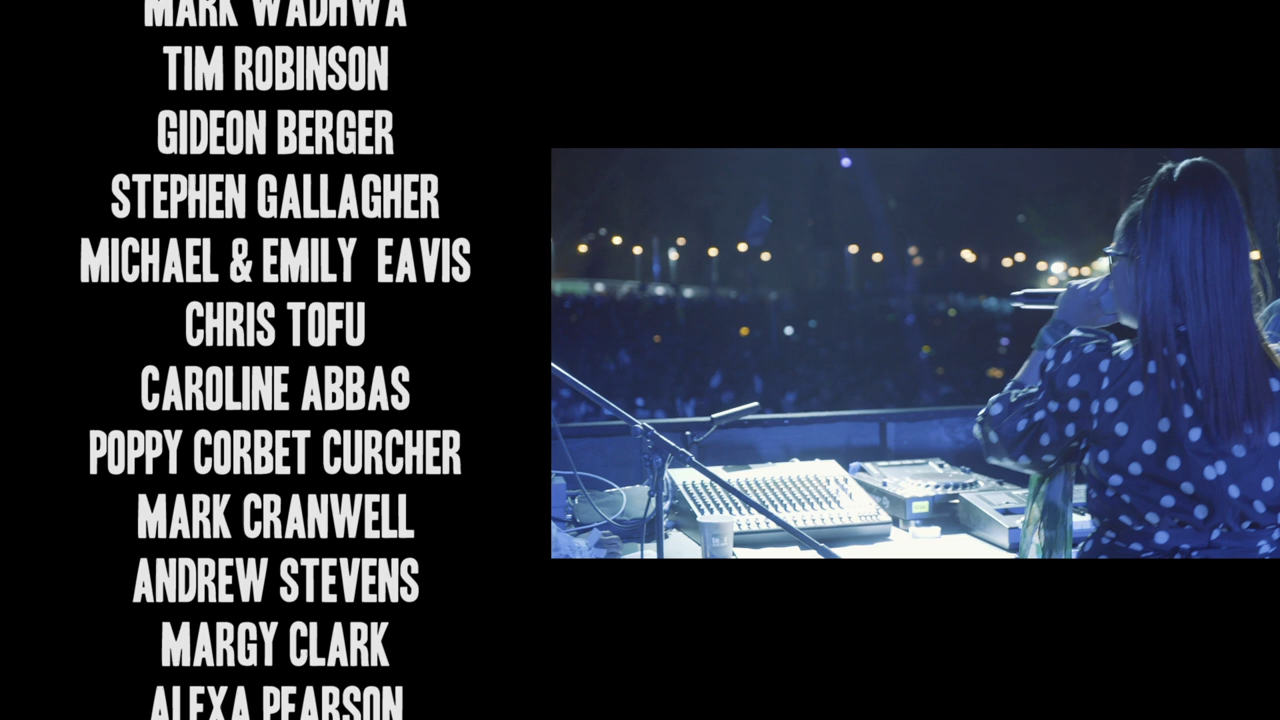 MARK WADHWA
TIM ROBINSON
GIDEON BERGER
STEPHEN GALLAGHER
MICHAEL & EMILY EAVIS
CHRIS TOFU
CAROLINE ABBAS
POPPY CORBET CURCHER
MARK CRANWELL
ANDREW STEVENS
MARGY CLARK
ALEXA PEARSON